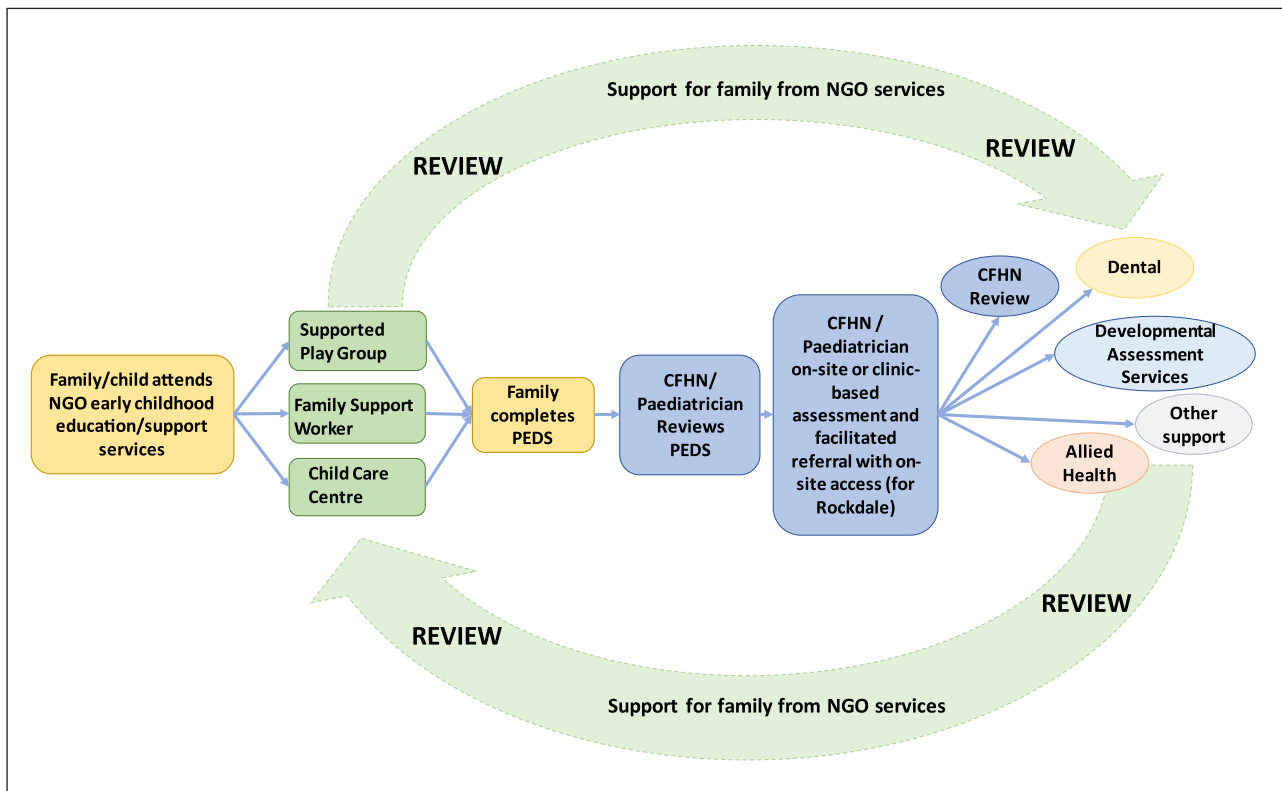 Support for family from NGO services
REVIEW
REVIEW
Family/child attends
NGO early childhood
education/support
services
Supported
Play Group
Family Support
Worker
Child Care
Centre
Family
completes
PEDS
CFHN/
Paediatrician
Reviews
PEDS
CFHN /
Paediatrician
on-site or clinic-
based
assessment and
facilitated
referral with on-
site access (for
Rockdale)
CFHN
Review
Dental
Developmental
Assessment
Services
Other
support
Allied
Health
REVIEW
REVIEW
Support for family from NGO services